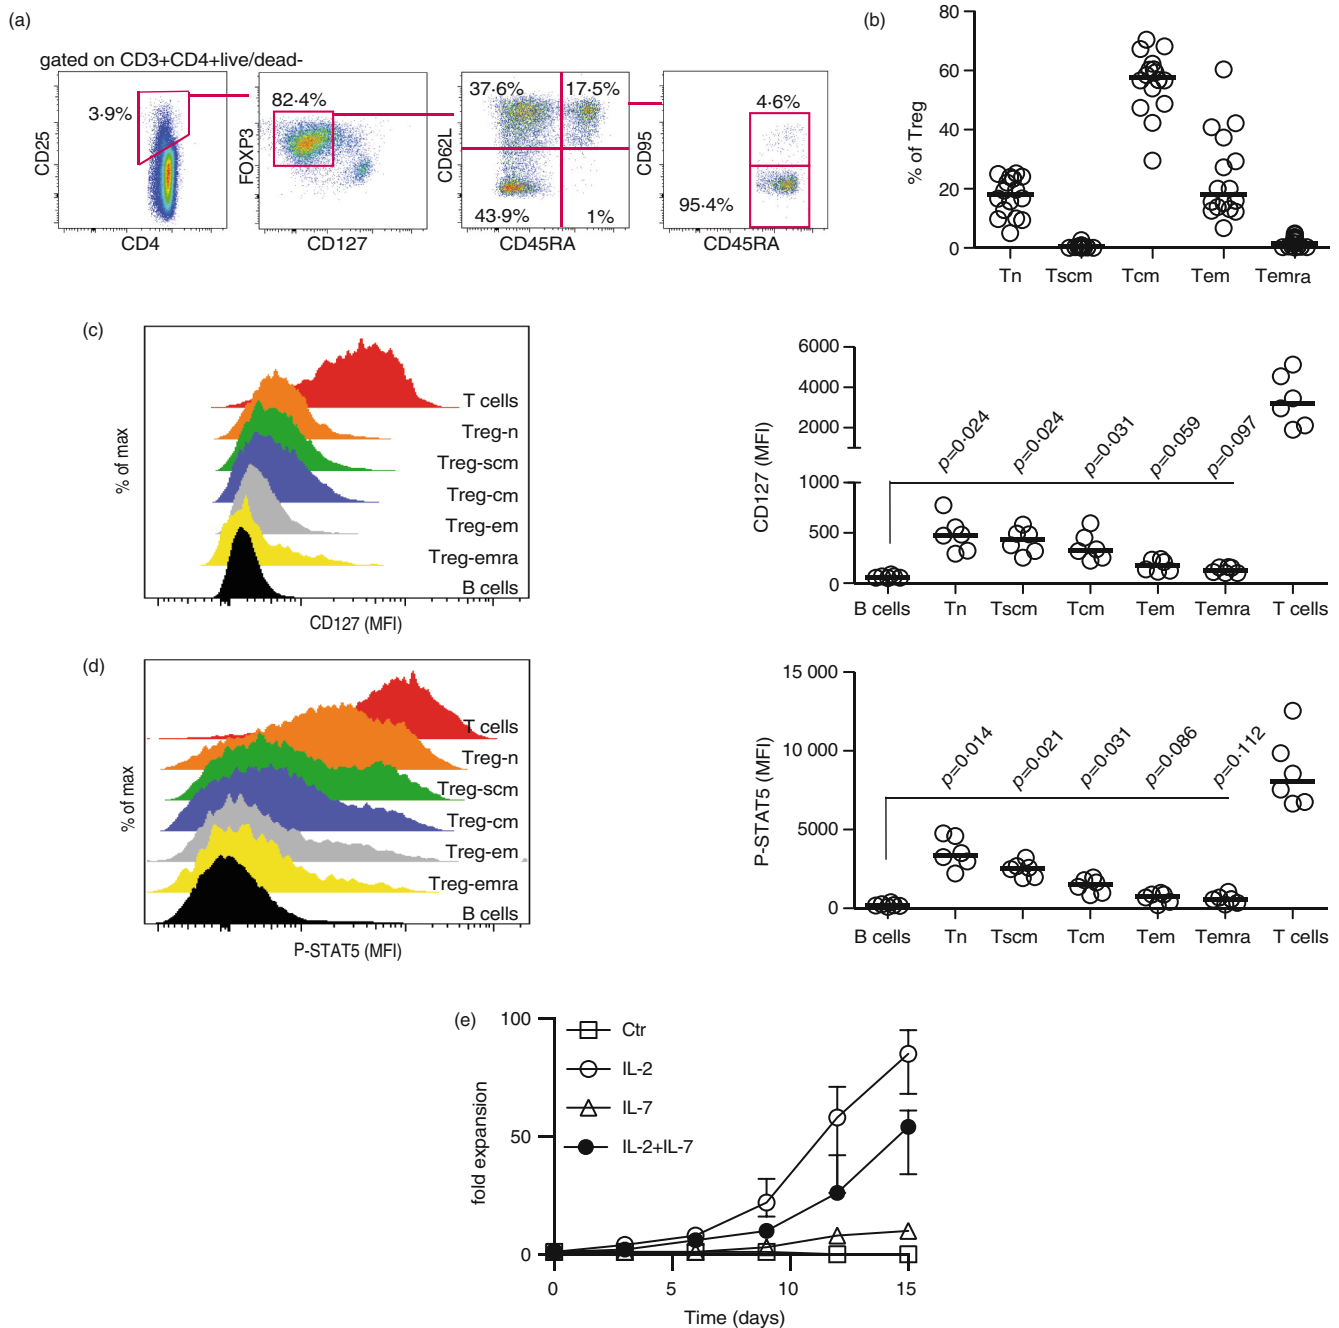 (a)
gated on CD3+CD4+live/dead-
3·9%
CD25
CD4
82·4%
FOXP3
CD127
37·6%
17·5%
43·9%
1%
CD62L
CD45RA
4·6%
95·4%
CD95
CD45RA
(b)
80
60
40
20
0
% of Treg
Tn
Tscm
Tcm
Tem
Temra
(c)
% of max
T cells
Treg-n
Treg-scm
Treg-cm
Treg-em
Treg-emra
B cells
CD127 (MFI)
6000
4000
2000
1000
500
0
CD127 (MFI)
p=0·024
p=0·024
p=0·031
p=0·059
p=0·097
B cells
Tn
Tscm
Tcm
Tem
Temra
T cells
(d)
% of max
T cells
Treg-n
Treg-scm
Treg-cm
Treg-em
Treg-emra
B cells
P-STAT5 (MFI)
15 000
10 000
5000
0
P-STAT5 (MFI)
p=0·014
p=0·021
p=0·031
p=0·086
p=0·112
B cells
Tn
Tscm
Tcm
Tem
Temra
T cells
(e)
100
50
0
fold expansion
Ctr
IL-2
IL-7
IL-2+IL-7
0
5
10
15
Time (days)